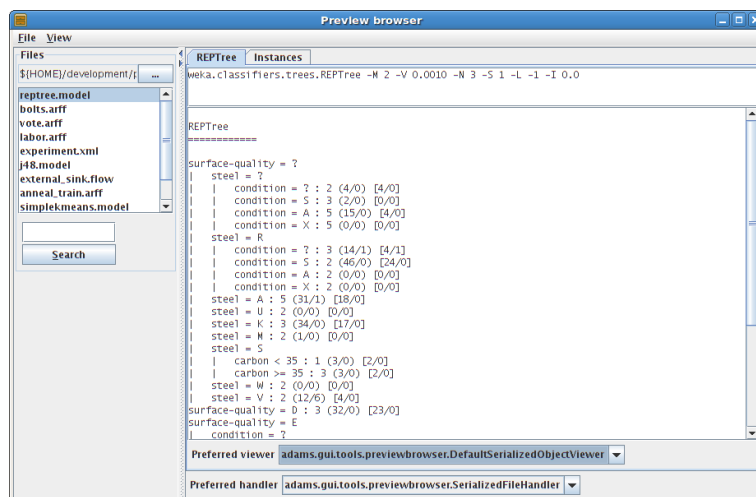 Preview browser
File View
Files
${HOME}/development/p
...
reptree.model
bolts.arff
vote.arff
labor.arff
experiment.xml
j48.model
external_sink.flow
anneal_train.arff
simplekmeans.model
Search
REPTree Instances
weka.classifiers.trees.REPTree -M 2 -V 0.0010 -N 3 -S 1 -L -1 -I 0.0
REPTree
============
surface-quality = ?
| steel = ?
| | condition = ? : 2 (4/0) [4/0]
| | condition = S : 3 (2/0) [0/0]
| | condition = A : 5 (15/0) [4/0]
| | condition = X : 5 (0/0) [0/0]
| steel = R
| | condition = ? : 3 (14/1) [4/1]
| | condition = S : 2 (46/0) [24/0]
| | condition = A : 2 (0/0) [0/0]
| | condition = X : 2 (0/0) [0/0]
| steel = A : 5 (31/1) [18/0]
| steel = U : 2 (0/0) [0/0]
| steel = K : 3 (34/0) [17/0]
| steel = M : 2 (1/0) [0/0]
| steel = S
| | carbon < 35 : 1 (3/0) [2/0]
| | carbon >= 35 : 3 (3/0) [2/0]
| steel = W : 2 (0/0) [0/0]
| steel = V : 2 (12/6) [4/0]
surface-quality = D : 3 (32/0) [23/0]
surface-quality = E
| condition = ?
Preferred viewer adams.gui.tools.previewbrowser.DefaultSerializedObjectViewer
Preferred handler adams.gui.tools.previewbrowser.SerializedFileHandler